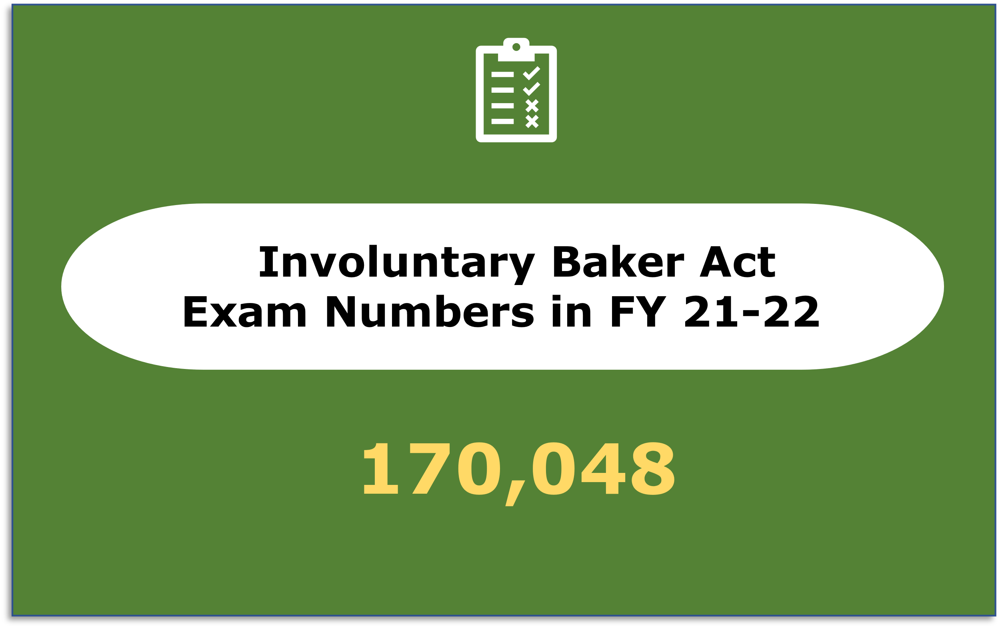 Involuntary Baker Act
Exam Numbers in FY 21-22
170,048